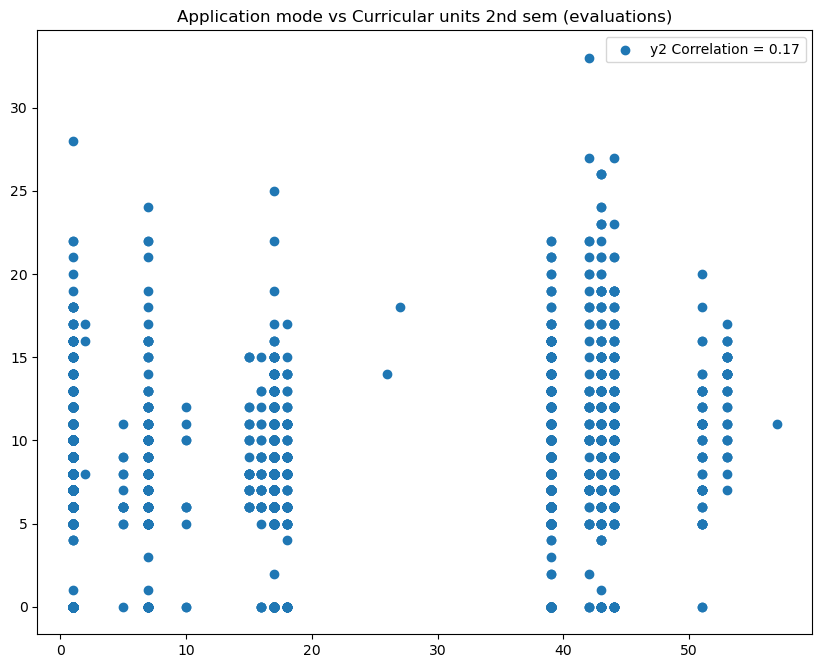 Application mode vs Curricular units 2nd sem (evaluations)
y2 Correlation = 0.17
30
25
20
15
10
5
0
0 10 20 30 40 50